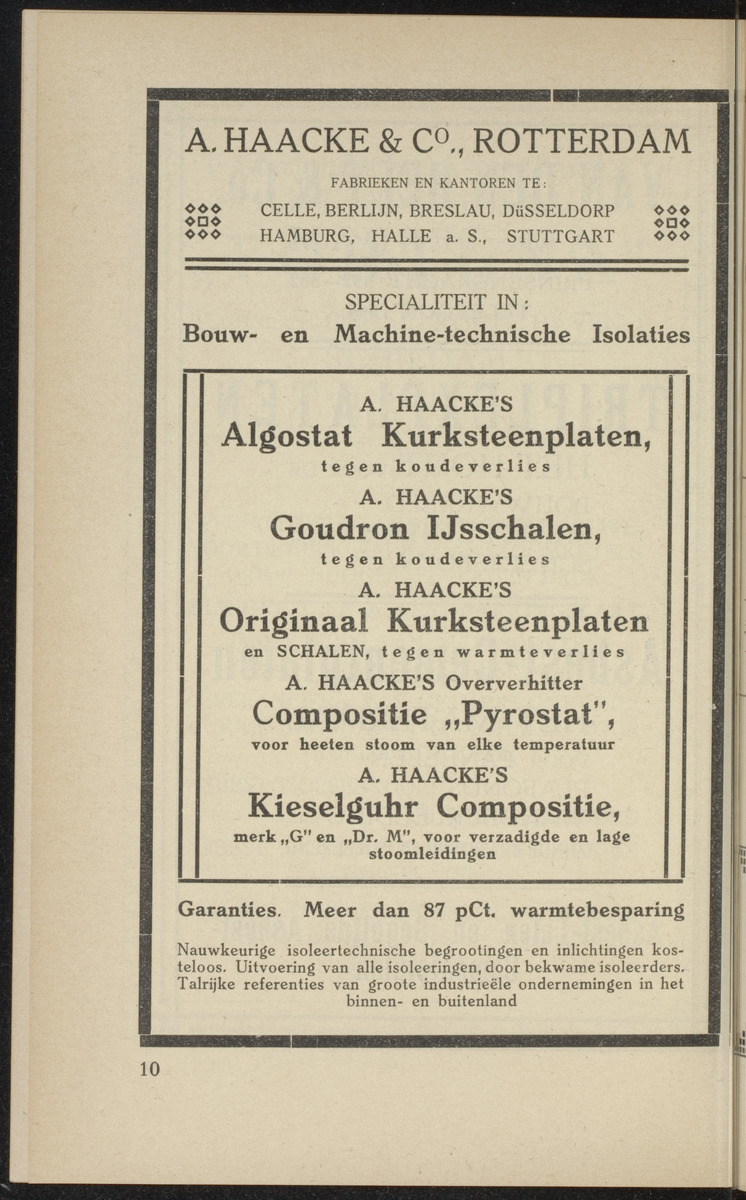 A. HAACKE & Co., ROTTERDAM
FABRIEKEN EN KANTOREN TE:
CELLE, BERLIJN, BRESLAU, DüSSELDORP
HAMBURG, HALLE a. S., STUTTGART
SPECIALITEIT IN:
Bouw- en Machine-technische Isolaties
A. HAACKE'S
Algostat Kurksteenplaten,
tegen koudeverlies
A. HAACKE'S
Goudron IJsschalen,
tegen koudeverlies
A. HAACKE'S
Originaal Kurksteenplaten
en SCHALEN, tegen warmteverlies
A. HAACKE'S Oververhitter
Compositie „Pyrostat",
voor heeten stoom van elke temperatuur
A. HAACKE'S
Kieselguhr Compositie,
merk „G" en „Dr. M", voor verzadigde en lage
stoomleidingen
Garanties. Meer dan 87 pCt. warmtebesparing
Nauwkeurige isoleertechnische begrootingen en inlichtingen kos-
teloos. Uitvoering van alle isoleeringen, door bekwame isoleerders.
Talrijke referenties van groote industrieële ondernemingen in het
binnen- en buitenland
10